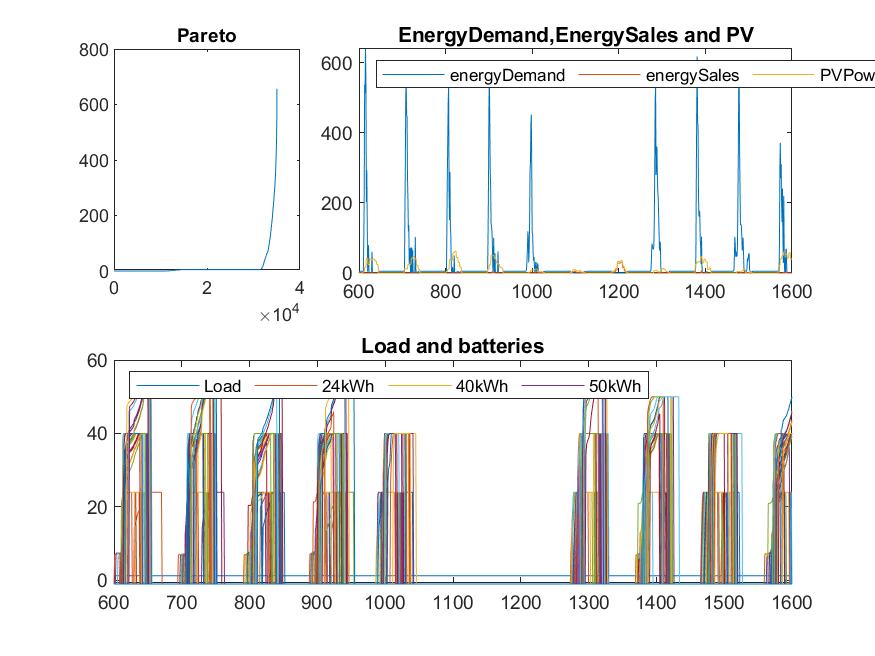 Pareto
800
600
400
200
0
0 2 4
×10^4
EnergyDemand,EnergySales and PV
600
400
200
0
energyDemand energySales PVPow
600 800 1000 1200 1400 1600
Load and batteries
60
40
20
0
Load 24kWh 40kWh 50kWh
600 700 800 900 1000 1100 1200 1300 1400 1500 1600